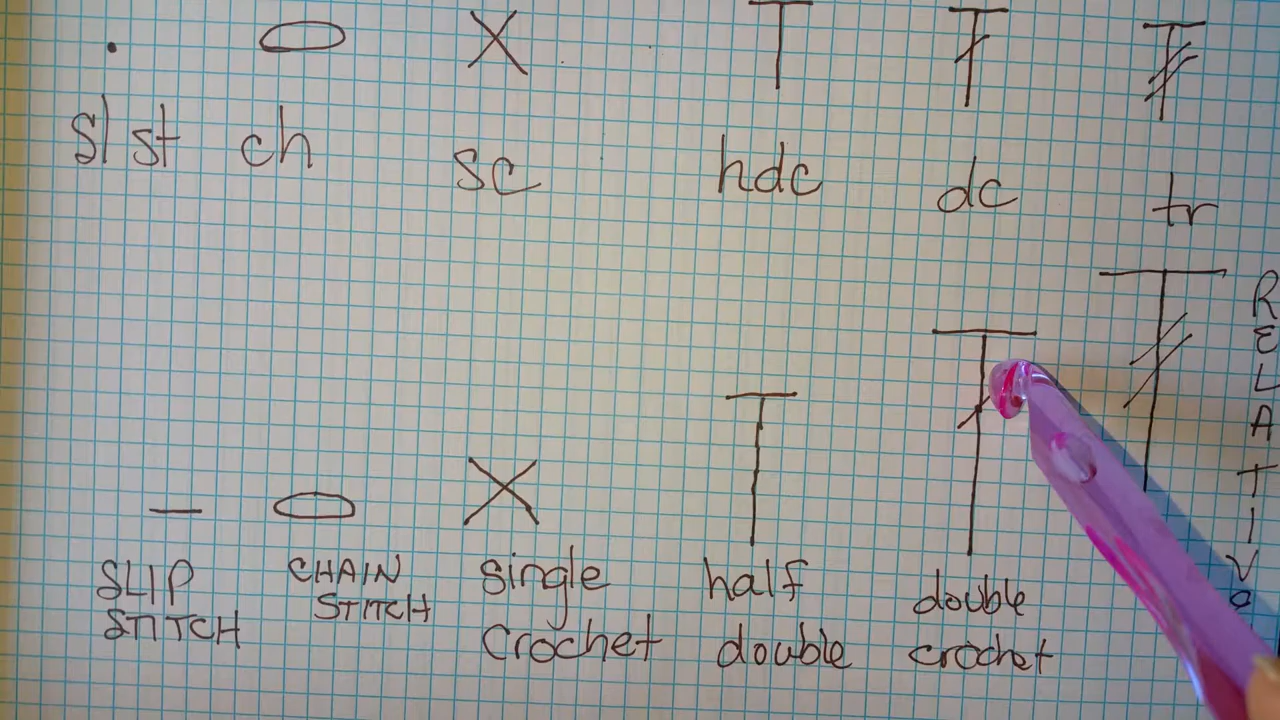 sl st ch sc hdc dc tr
SLIP STITCH
CHAIN STITCH
single crochet
half double
double crochet